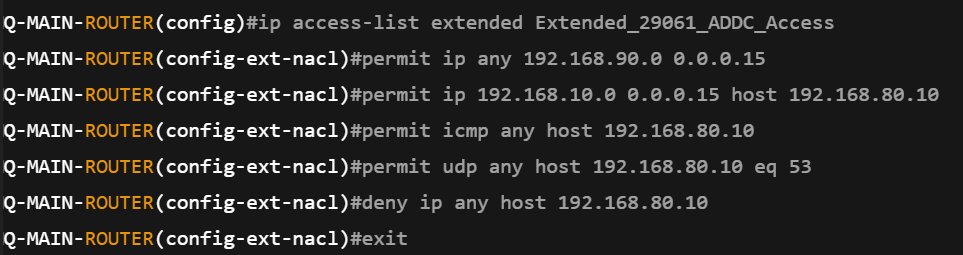 Q-MAIN-ROUTER(config)#ip access-list extended Extended_29061_ADDC_Access
Q-MAIN-ROUTER(config-ext-nacl)#permit ip any 192.168.90.0 0.0.0.15
Q-MAIN-ROUTER(config-ext-nacl)#permit ip 192.168.10.0 0.0.0.15 host 192.168.80.10
Q-MAIN-ROUTER(config-ext-nacl)#permit icmp any host 192.168.80.10
Q-MAIN-ROUTER(config-ext-nacl)#permit udp any host 192.168.80.10 eq 53
Q-MAIN-ROUTER(config-ext-nacl)#deny ip any host 192.168.80.10
Q-MAIN-ROUTER(config-ext-nacl)#exit